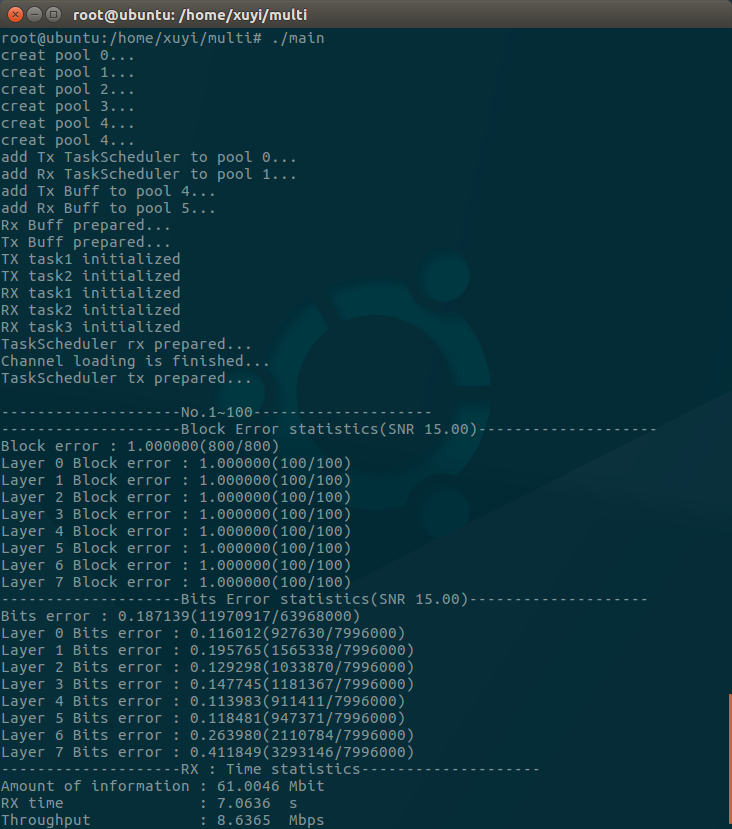 root@ubuntu: /home/xuyi/multi
root@ubuntu:/home/xuyi/multi# ./main
creat pool 0...
creat pool 1...
creat pool 2...
creat pool 3...
creat pool 4...
creat pool 4...
add Tx TaskScheduler to pool 0...
add Rx TaskScheduler to pool 1...
add Tx Buff to pool 4...
add Rx Buff to pool 5...
Rx Buff prepared...
Tx Buff prepared...
TX task1 initialized
TX task2 initialized
RX task1 initialized
RX task2 initialized
RX task3 initialized
TaskScheduler rx prepared...
Channel loading is finished...
TaskScheduler tx prepared...
--------------------No.1~100--------------------
--------------------Block Error statistics(SNR 15.00)--------------------
Block error : 1.000000(800/800)
Layer 0 Block error : 1.000000(100/100)
Layer 1 Block error : 1.000000(100/100)
Layer 2 Block error : 1.000000(100/100)
Layer 3 Block error : 1.000000(100/100)
Layer 4 Block error : 1.000000(100/100)
Layer 5 Block error : 1.000000(100/100)
Layer 6 Block error : 1.000000(100/100)
Layer 7 Block error : 1.000000(100/100)
--------------------Bits Error statistics(SNR 15.00)--------------------
Bits error : 0.187139(11970917/63968000)
Layer 0 Bits error : 0.116012(927630/7996000)
Layer 1 Bits error : 0.195765(1565338/7996000)
Layer 2 Bits error : 0.129298(1033870/7996000)
Layer 3 Bits error : 0.147745(1181367/7996000)
Layer 4 Bits error : 0.113983(911411/7996000)
Layer 5 Bits error : 0.118481(947371/7996000)
Layer 6 Bits error : 0.263980(2110784/7996000)
Layer 7 Bits error : 0.411849(3293146/7996000)
--------------------RX : Time statistics--------------------
Amount of information : 61.0046 Mbit
RX time               : 7.0636  s
Throughput            : 8.6365  Mbps